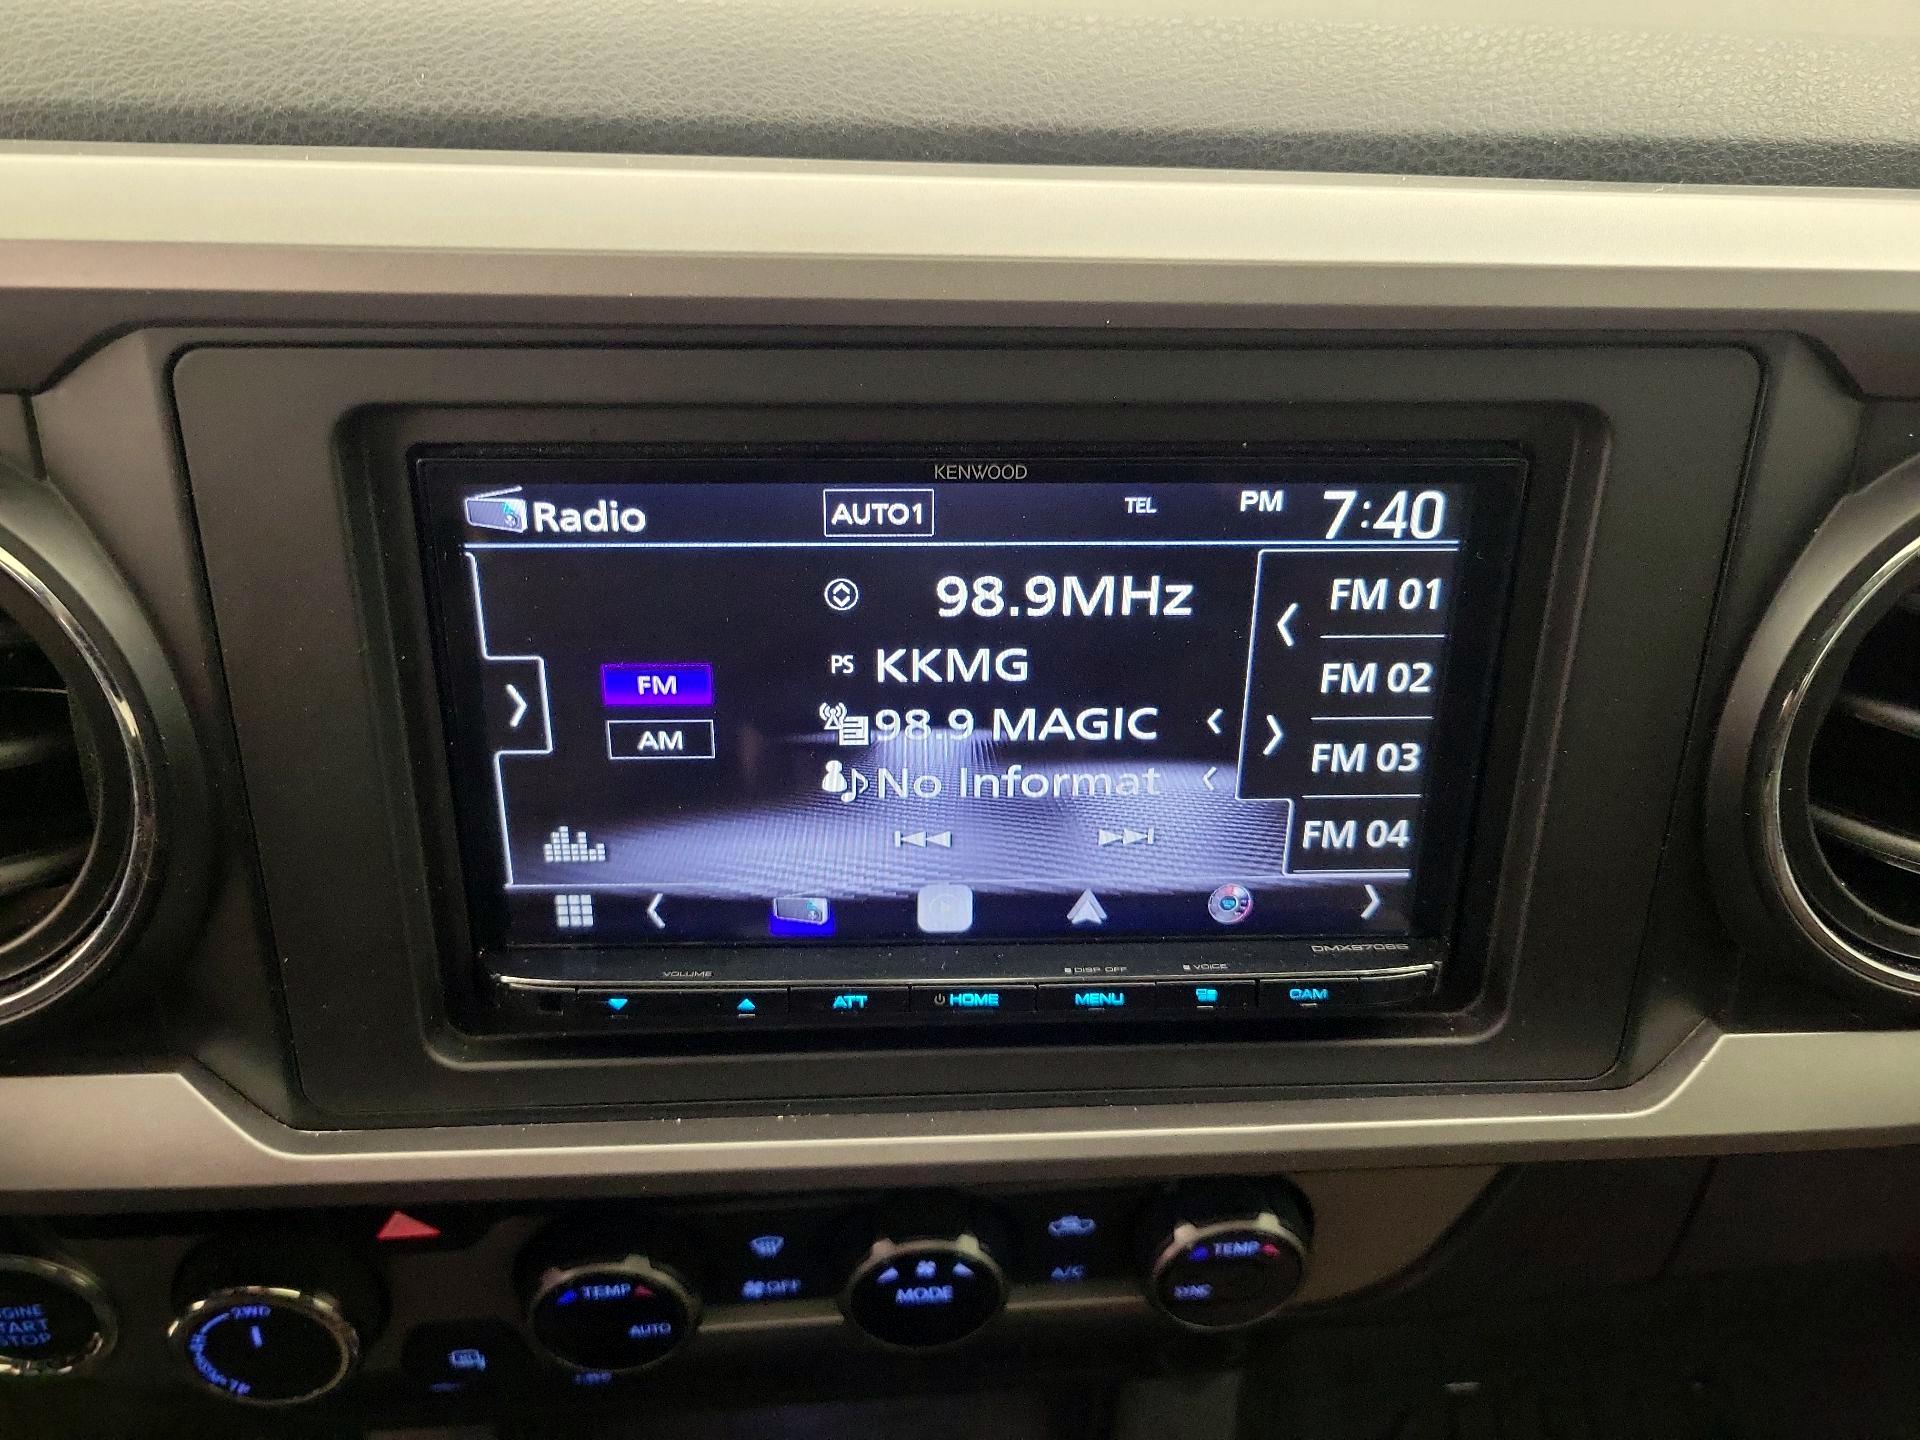 KENWOOD
Radio AUTO1 TEL PM 7:40
98.9MHz FM 01
PS KKMG FM 02
FM
98.9 MAGIC FM 03
AM
No Informat
FM 04
VOLUME DISP OFF VOICE
ATT HOME MENU CAM
TEMP
AUTO
OFF
MODE
A/C
TEMP
SYNC
2WD
START
STOP